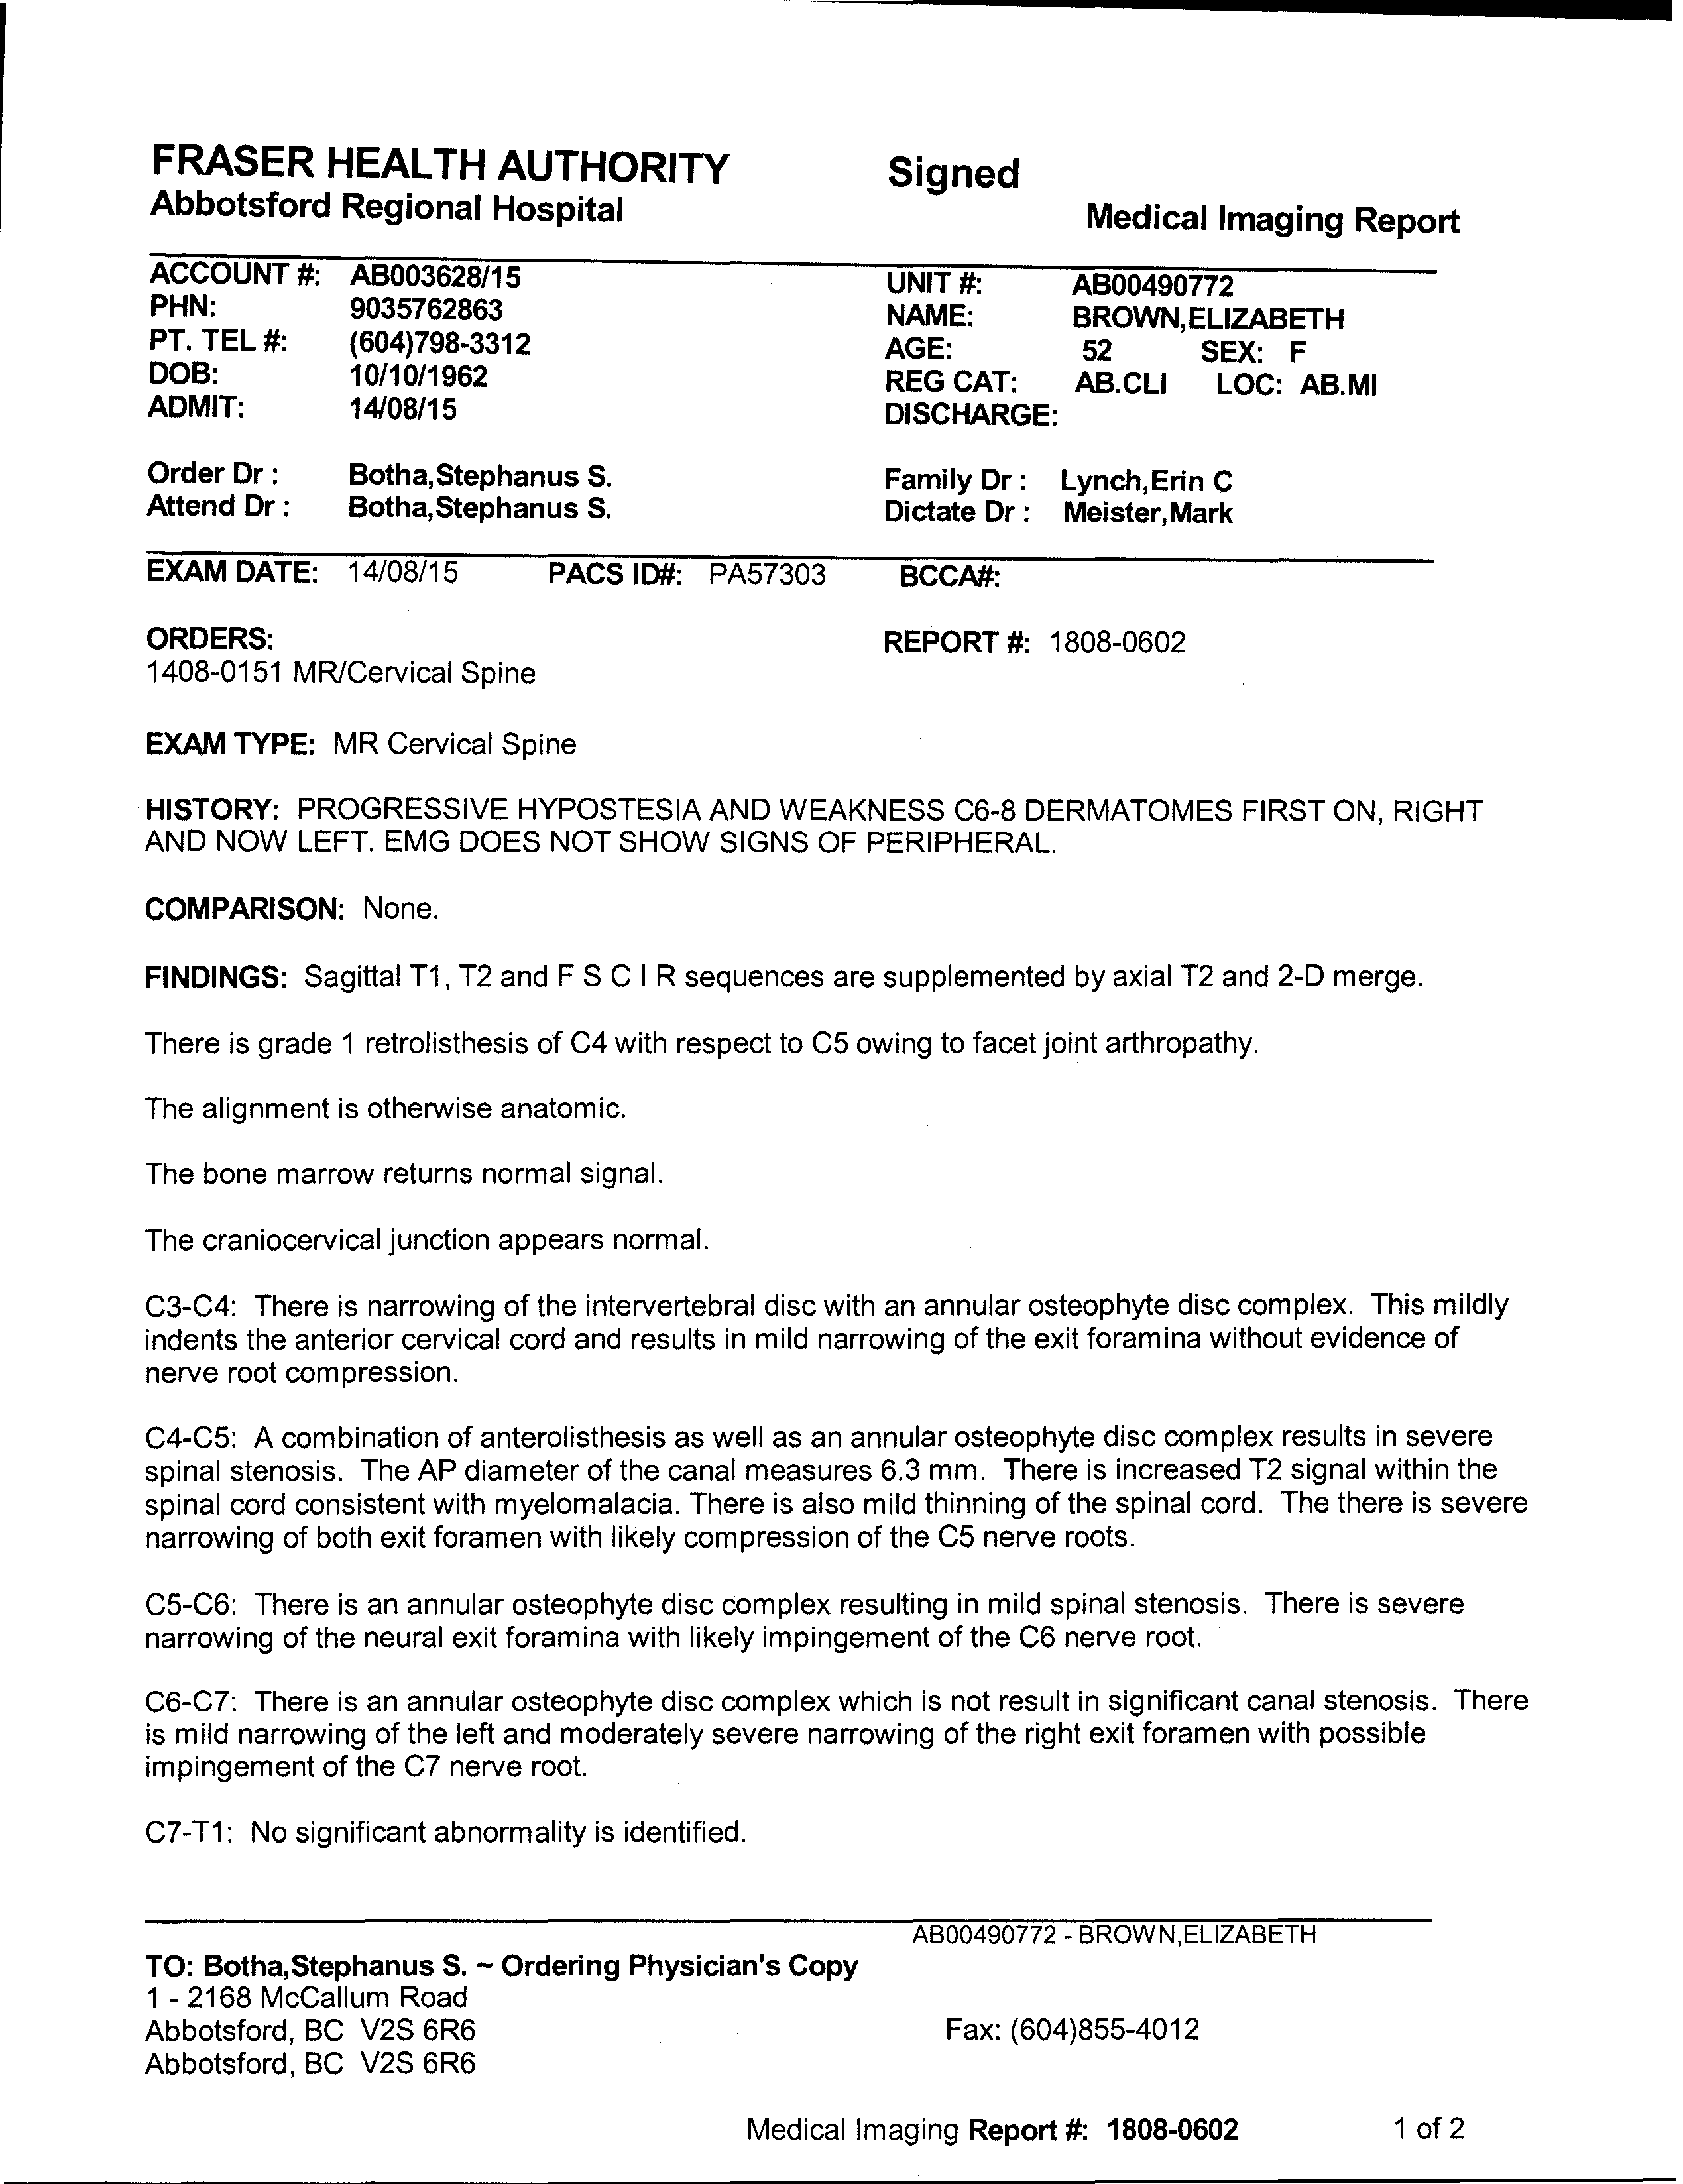 FRASER HEALTH AUTHORITY Signed
Abbotsford Regional Hospital Medical Imaging Report
ACCOUNT #: AB003628/15 UNIT #: AB00490772
PHN: 9035762863 NAME: BROWN,ELIZABETH
PT. TEL #: (604)798-3312 AGE: 52 SEX: F
DOB: 10/10/1962 REG CAT: AB.CLI LOC: AB.MI
ADMIT: 14/08/15 DISCHARGE:
Order Dr : Botha,Stephanus S. Family Dr : Lynch,Erin C
Attend Dr : Botha,Stephanus S. Dictate Dr : Meister,Mark
EXAM DATE: 14/08/15 PACS ID#: PA57303 BCCA#:
ORDERS: REPORT #: 1808-0602
1408-0151 MR/Cervical Spine
EXAM TYPE: MR Cervical Spine
HISTORY: PROGRESSIVE HYPOSTESIA AND WEAKNESS C6-8 DERMATOMES FIRST ON, RIGHT
AND NOW LEFT. EMG DOES NOT SHOW SIGNS OF PERIPHERAL.
COMPARISON: None.
FINDINGS: Sagittal T1, T2 and F S C I R sequences are supplemented by axial T2 and 2-D merge.
There is grade 1 retrolisthesis of C4 with respect to C5 owing to facet joint arthropathy.
The alignment is otherwise anatomic.
The bone marrow returns normal signal.
The craniocervical junction appears normal.
C3-C4: There is narrowing of the intervertebral disc with an annular osteophyte disc complex. This mildly
indents the anterior cervical cord and results in mild narrowing of the exit foramina without evidence of
nerve root compression.
C4-C5: A combination of anterolisthesis as well as an annular osteophyte disc complex results in severe
spinal stenosis. The AP diameter of the canal measures 6.3 mm. There is increased T2 signal within the
spinal cord consistent with myelomalacia. There is also mild thinning of the spinal cord. The there is severe
narrowing of both exit foramen with likely compression of the C5 nerve roots.
C5-C6: There is an annular osteophyte disc complex resulting in mild spinal stenosis. There is severe
narrowing of the neural exit foramina with likely impingement of the C6 nerve root.
C6-C7: There is an annular osteophyte disc complex which is not result in significant canal stenosis. There
is mild narrowing of the left and moderately severe narrowing of the right exit foramen with possible
impingement of the C7 nerve root.
C7-T1: No significant abnormality is identified.
AB00490772 - BROWN,ELIZABETH
TO: Botha,Stephanus S. ~ Ordering Physician's Copy
1 - 2168 McCallum Road
Abbotsford, BC V2S 6R6 Fax: (604)855-4012
Abbotsford, BC V2S 6R6
Medical Imaging Report #: 1808-0602 1 of 2